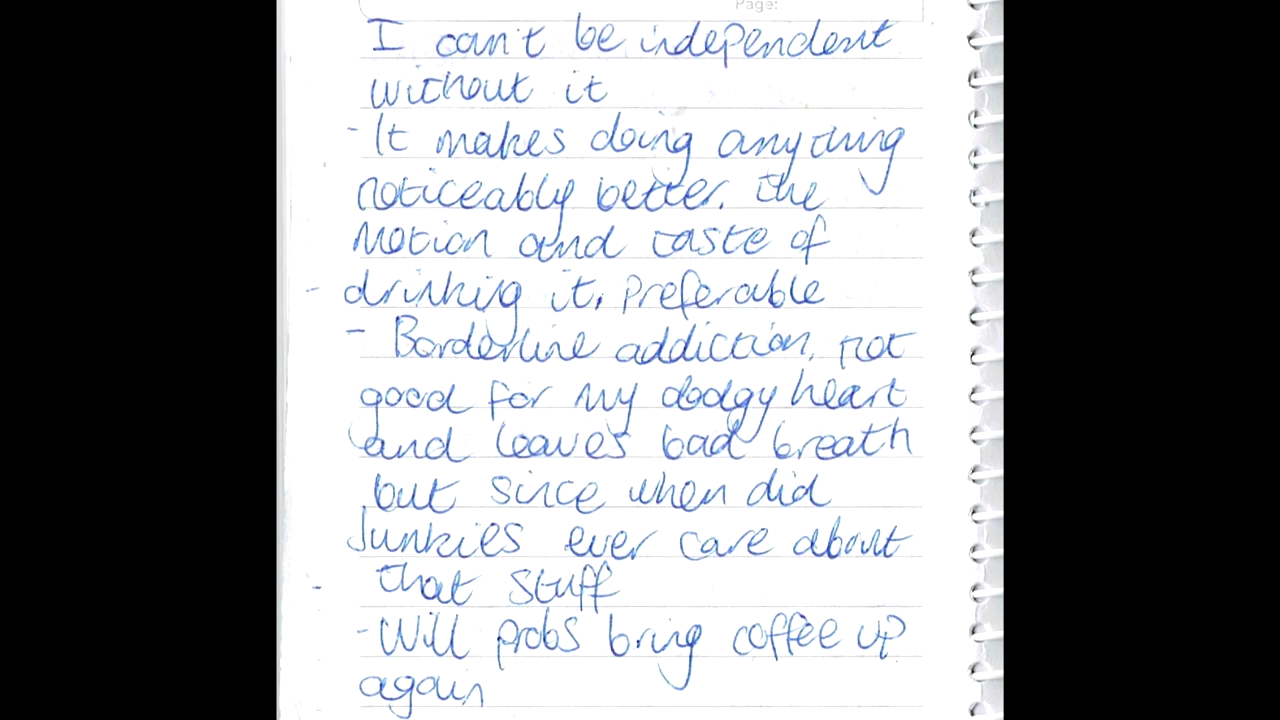 Page:
I can't be independent
without it
- It makes doing anything
noticeably better. The
motion and taste of
- drinking it. Preferable
- Borderline addiction, not
good for my dodgy heart
and leaves bad breath
but since when did
Junkies ever care about
- that stuff
- Will probs bring coffee up
again